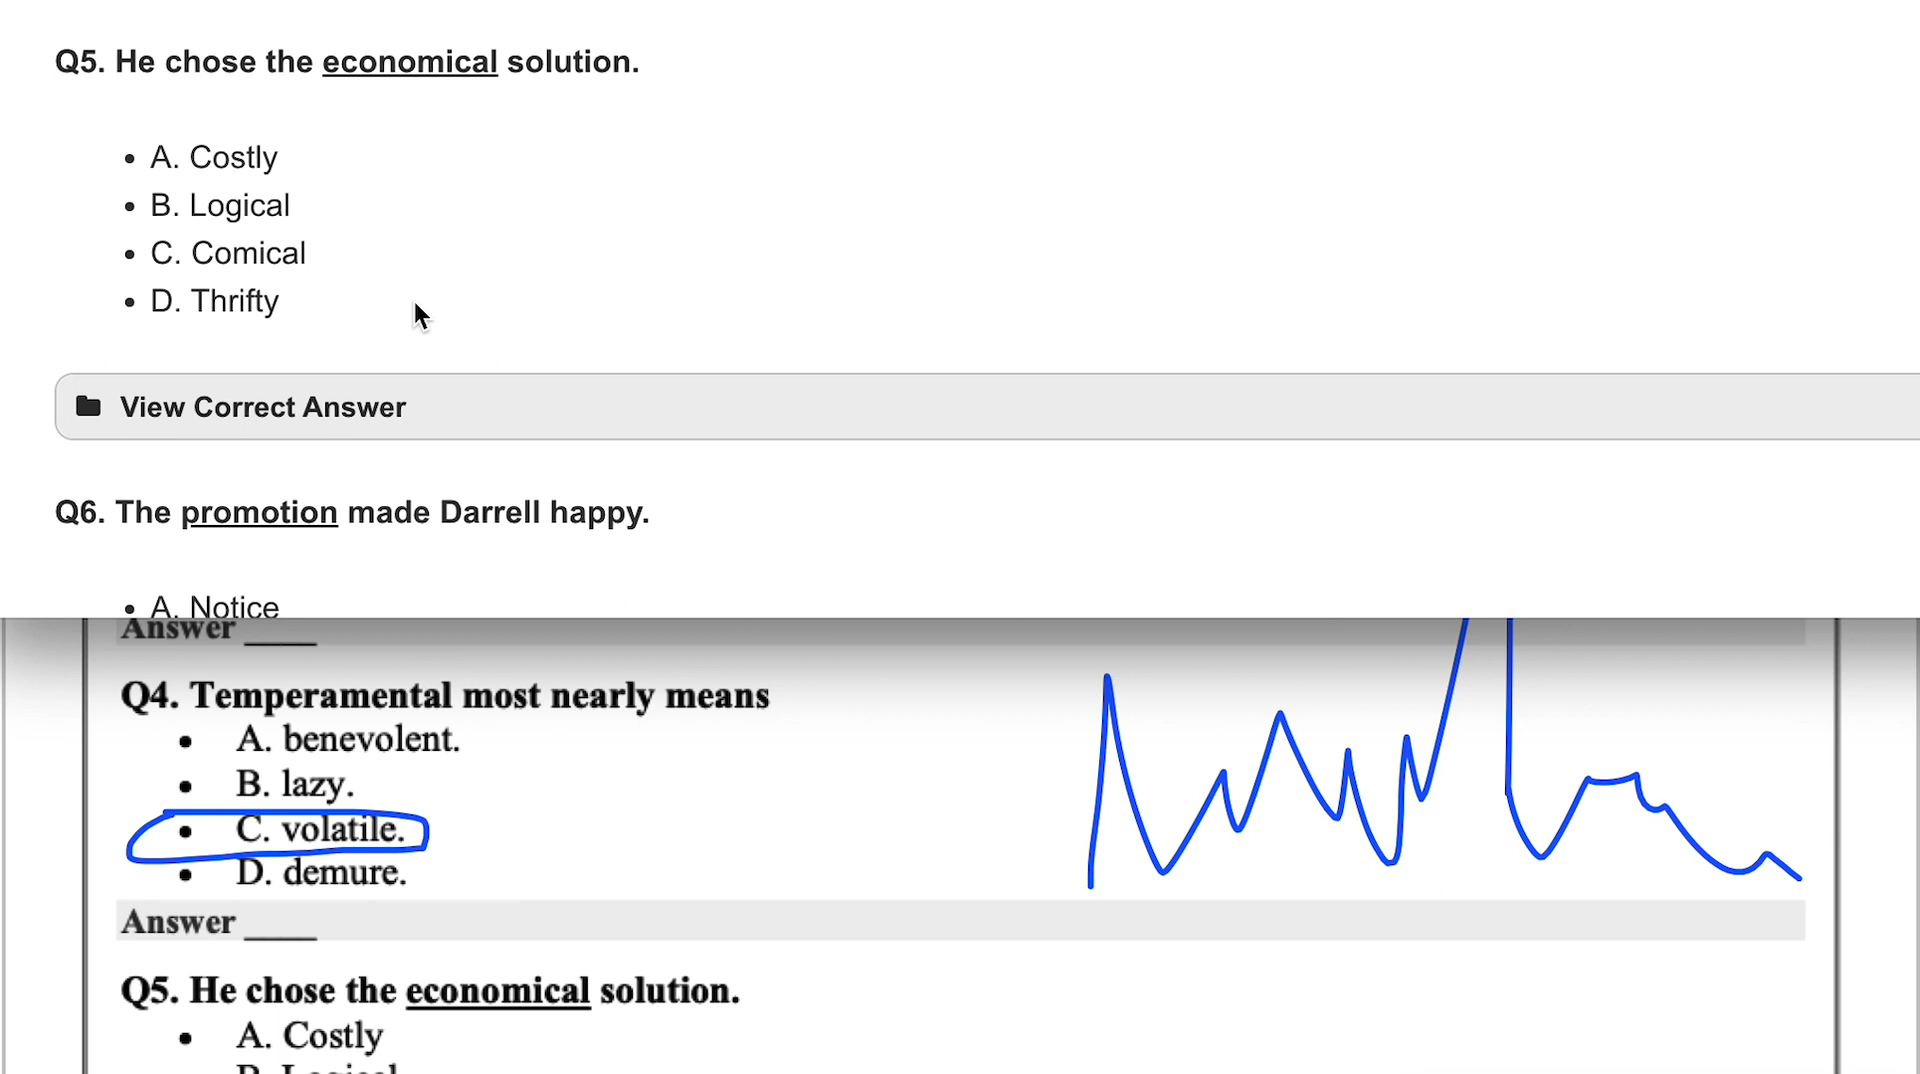 Q5. He chose the economical solution.
• A. Costly
• B. Logical
• C. Comical
• D. Thrifty
View Correct Answer
Q6. The promotion made Darrell happy.
• A. Notice
Answer ____
Q4. Temperamental most nearly means
• A. benevolent.
• B. lazy.
• C. volatile.
• D. demure.
Answer ____
Q5. He chose the economical solution.
• A. Costly